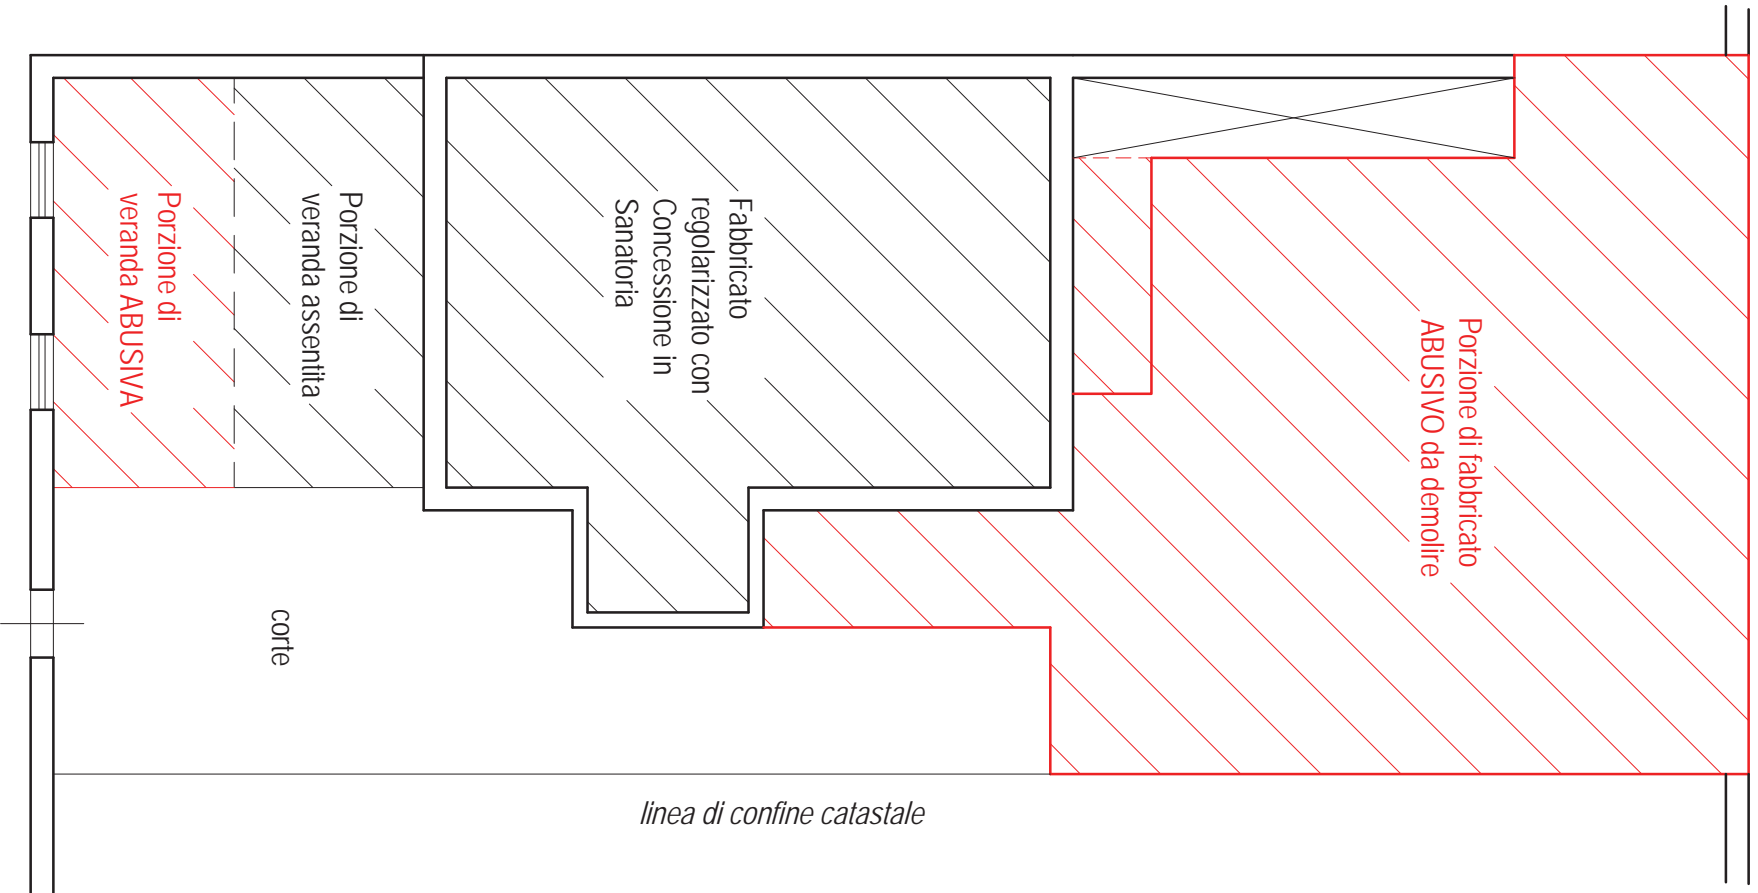 Porzione di
veranda ABUSIVA
Porzione di
veranda assentita
Fabbricato
regolarizzato con
Concessione in
Sanatoria
Porzione di fabbricato
ABUSIVO da demolire
corte
linea di confine catastale